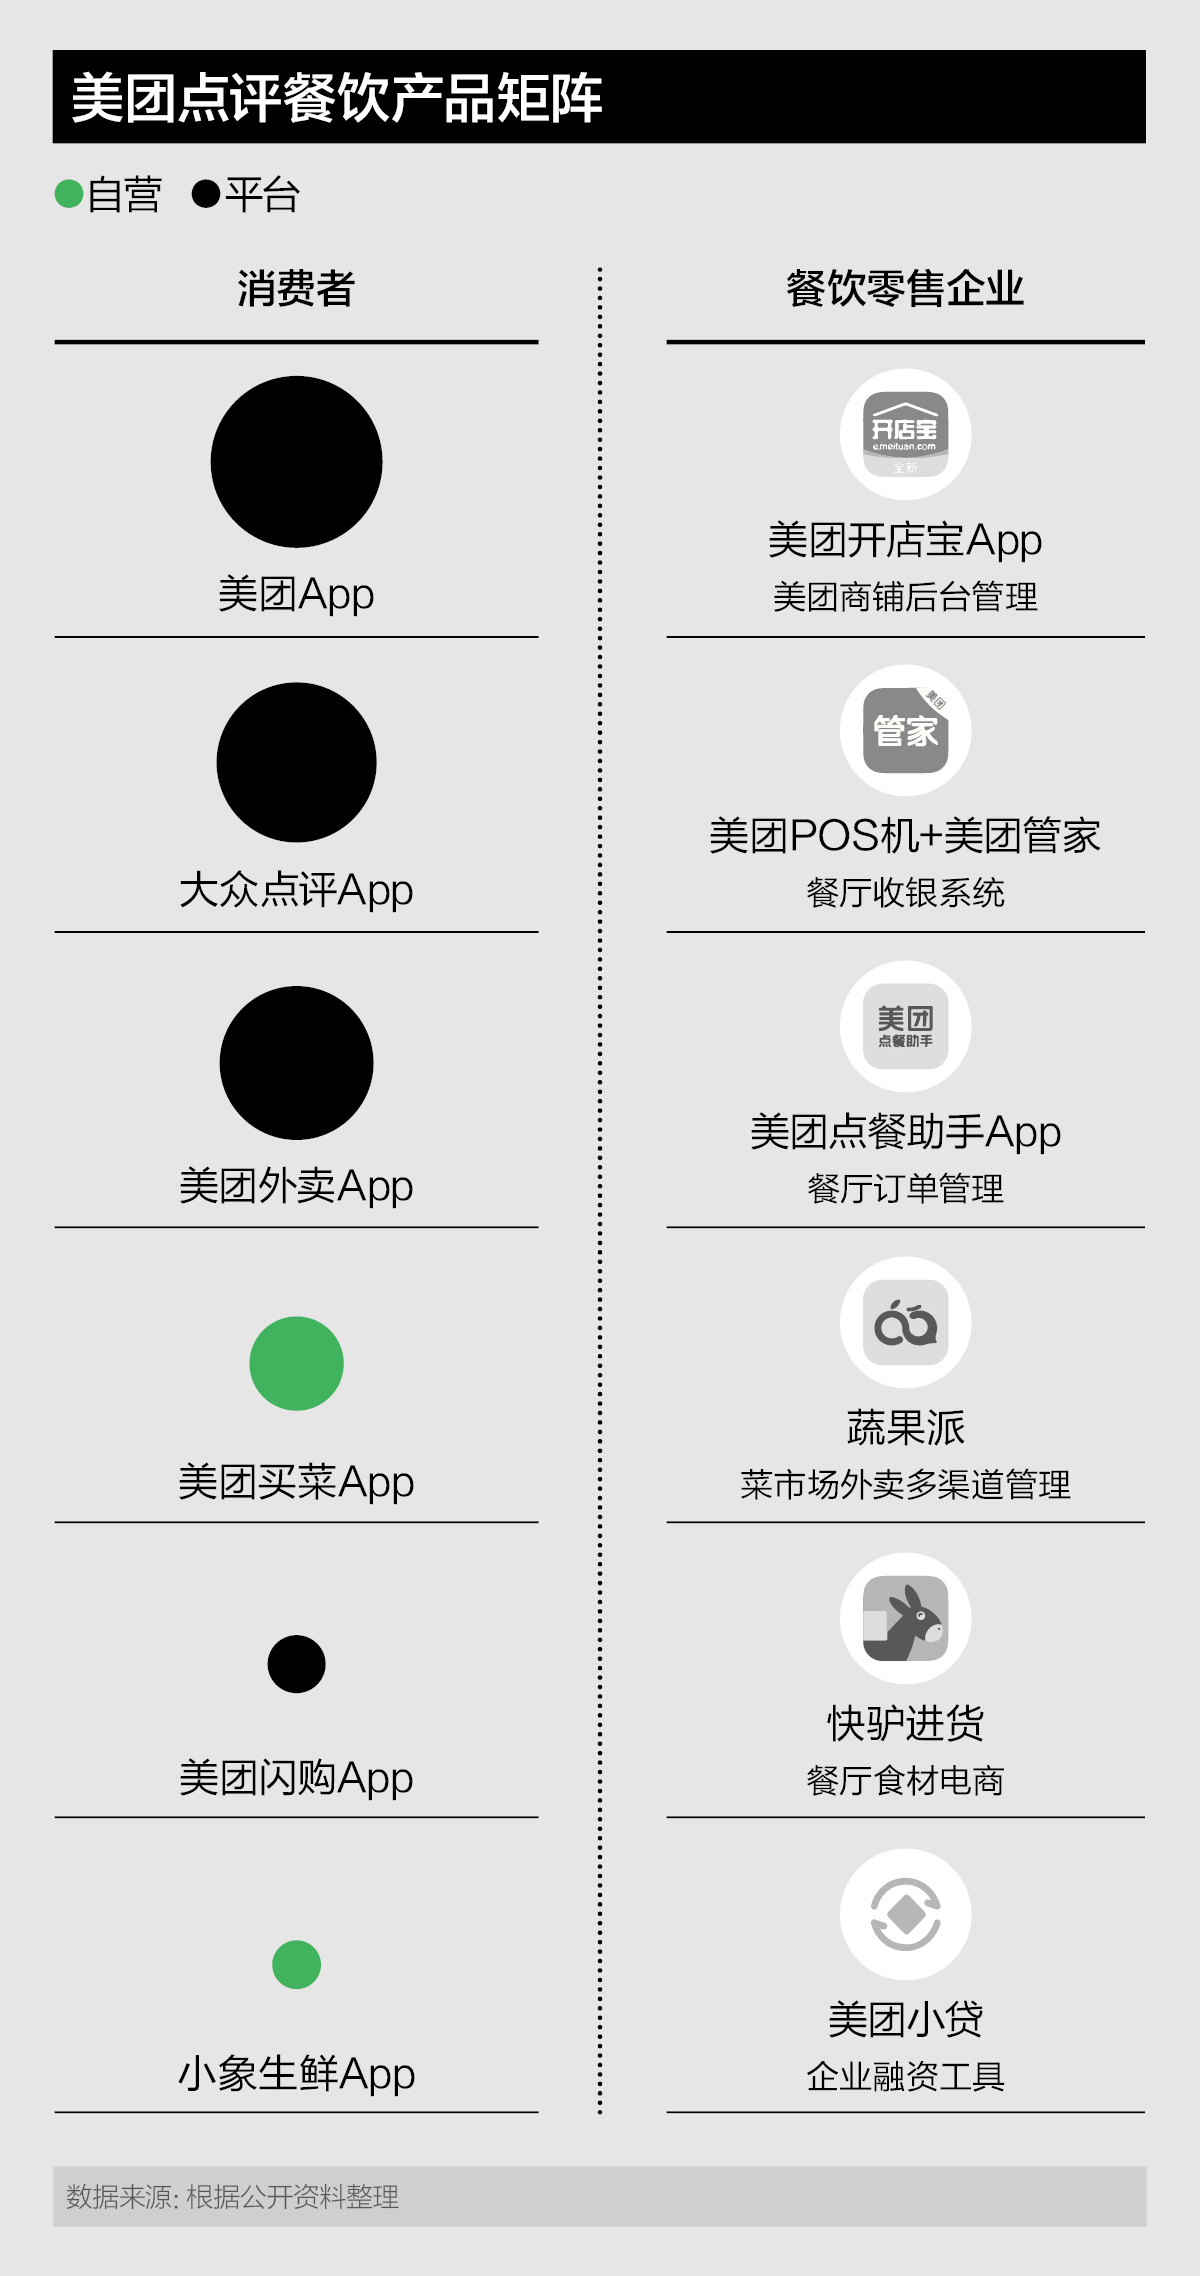 美团点评餐饮产品矩阵
自营 平台
消费者
餐饮零售企业
美团App
大众点评App
美团外卖App
美团买菜App
美团闪购App
小象生鲜App
开店宝
e.meituan.com
全新
美团开店宝App
美团商铺后台管理
美团
管家
美团POS机+美团管家
餐厅收银系统
美团
点餐助手
美团点餐助手App
餐厅订单管理
蔬果派
菜市场外卖多渠道管理
快驴进货
餐厅食材电商
美团小贷
企业融资工具
数据来源：根据公开资料整理